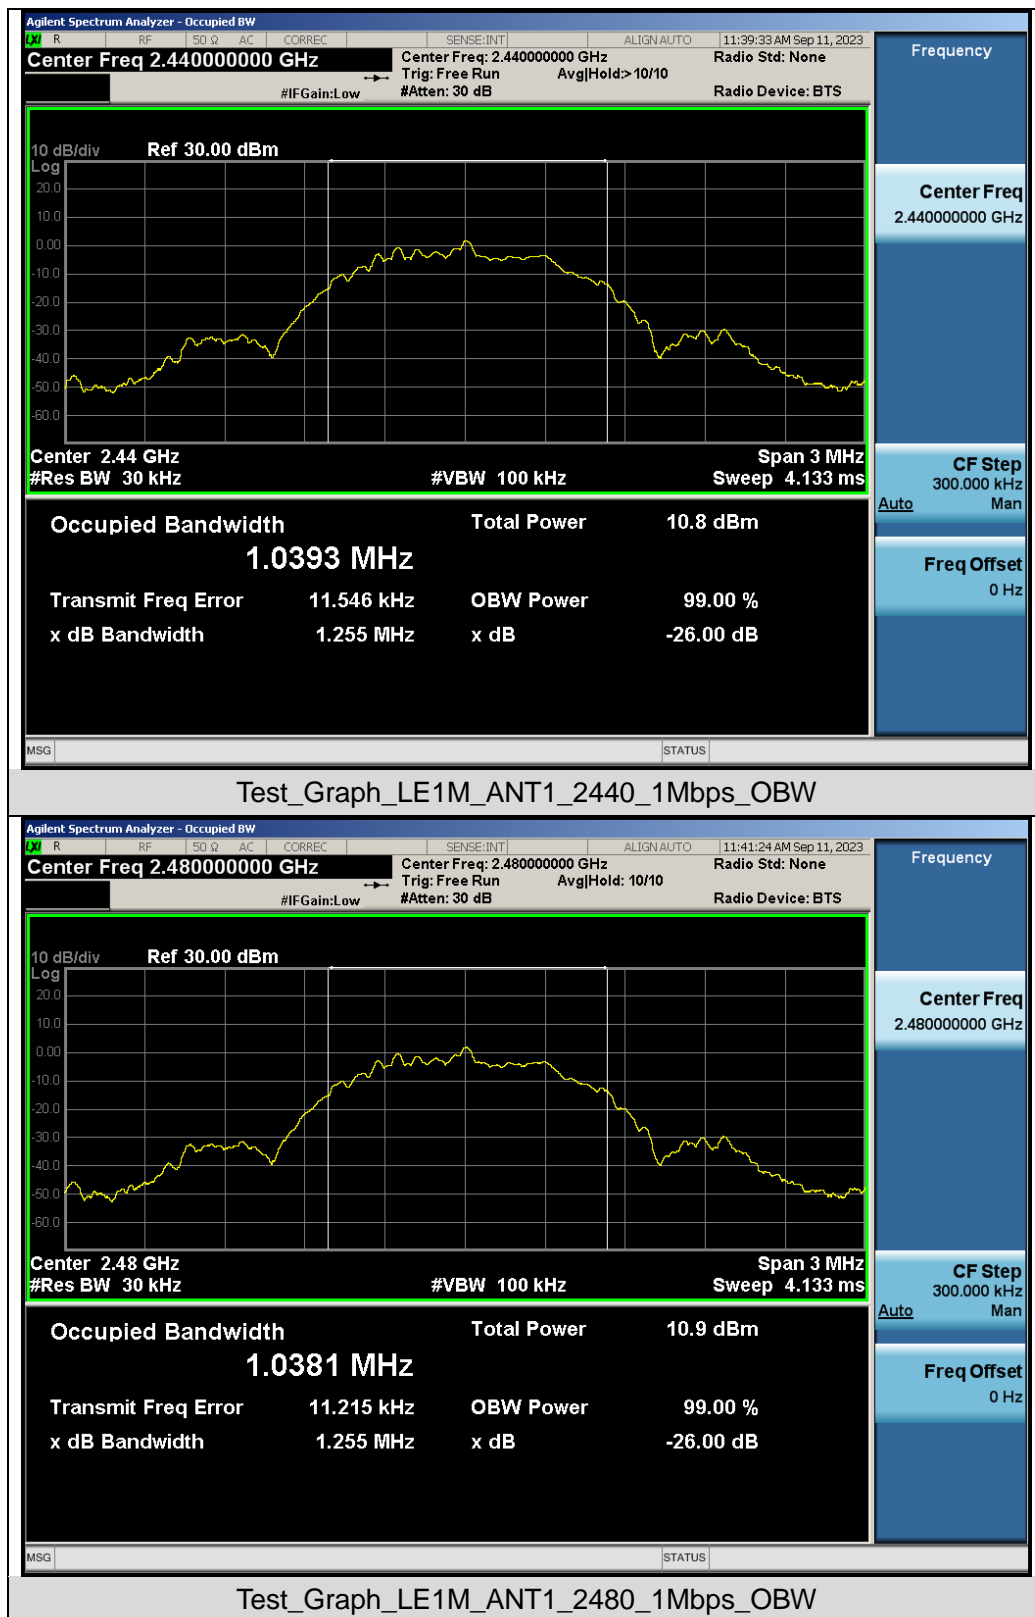 Agilent Spectrum Analyzer - Occupied BW
LXI R RF 50 Ω AC CORREC SENSE:INT ALIGN AUTO 11:39:33 AM Sep 11, 2023
Center Freq 2.440000000 GHz
Center Freq: 2.440000000 GHz Radio Std: None
Trig: Free Run Avg|Hold:>10/10
#IFGain:Low #Atten: 30 dB Radio Device: BTS
Frequency
10 dB/div Ref 30.00 dBm
Log
20.0
10.0
0.00
-10.0
-20.0
-30.0
-40.0
-50.0
-60.0
Center 2.44 GHz Span 3 MHz
#Res BW 30 kHz #VBW 100 kHz Sweep 4.133 ms
Center Freq
2.440000000 GHz
CF Step
300.000 kHz
Auto Man
Freq Offset
0 Hz
Occupied Bandwidth Total Power 10.8 dBm
1.0393 MHz
Transmit Freq Error 11.546 kHz OBW Power 99.00 %
x dB Bandwidth 1.255 MHz x dB -26.00 dB
MSG STATUS
Test_Graph_LE1M_ANT1_2440_1Mbps_OBW
Agilent Spectrum Analyzer - Occupied BW
LXI R RF 50 Ω AC CORREC SENSE:INT ALIGN AUTO 11:41:24 AM Sep 11, 2023
Center Freq 2.480000000 GHz
Center Freq: 2.480000000 GHz Radio Std: None
Trig: Free Run Avg|Hold: 10/10
#IFGain:Low #Atten: 30 dB Radio Device: BTS
Frequency
10 dB/div Ref 30.00 dBm
Log
20.0
10.0
0.00
-10.0
-20.0
-30.0
-40.0
-50.0
-60.0
Center 2.48 GHz Span 3 MHz
#Res BW 30 kHz #VBW 100 kHz Sweep 4.133 ms
Center Freq
2.480000000 GHz
CF Step
300.000 kHz
Auto Man
Freq Offset
0 Hz
Occupied Bandwidth Total Power 10.9 dBm
1.0381 MHz
Transmit Freq Error 11.215 kHz OBW Power 99.00 %
x dB Bandwidth 1.255 MHz x dB -26.00 dB
MSG STATUS
Test_Graph_LE1M_ANT1_2480_1Mbps_OBW